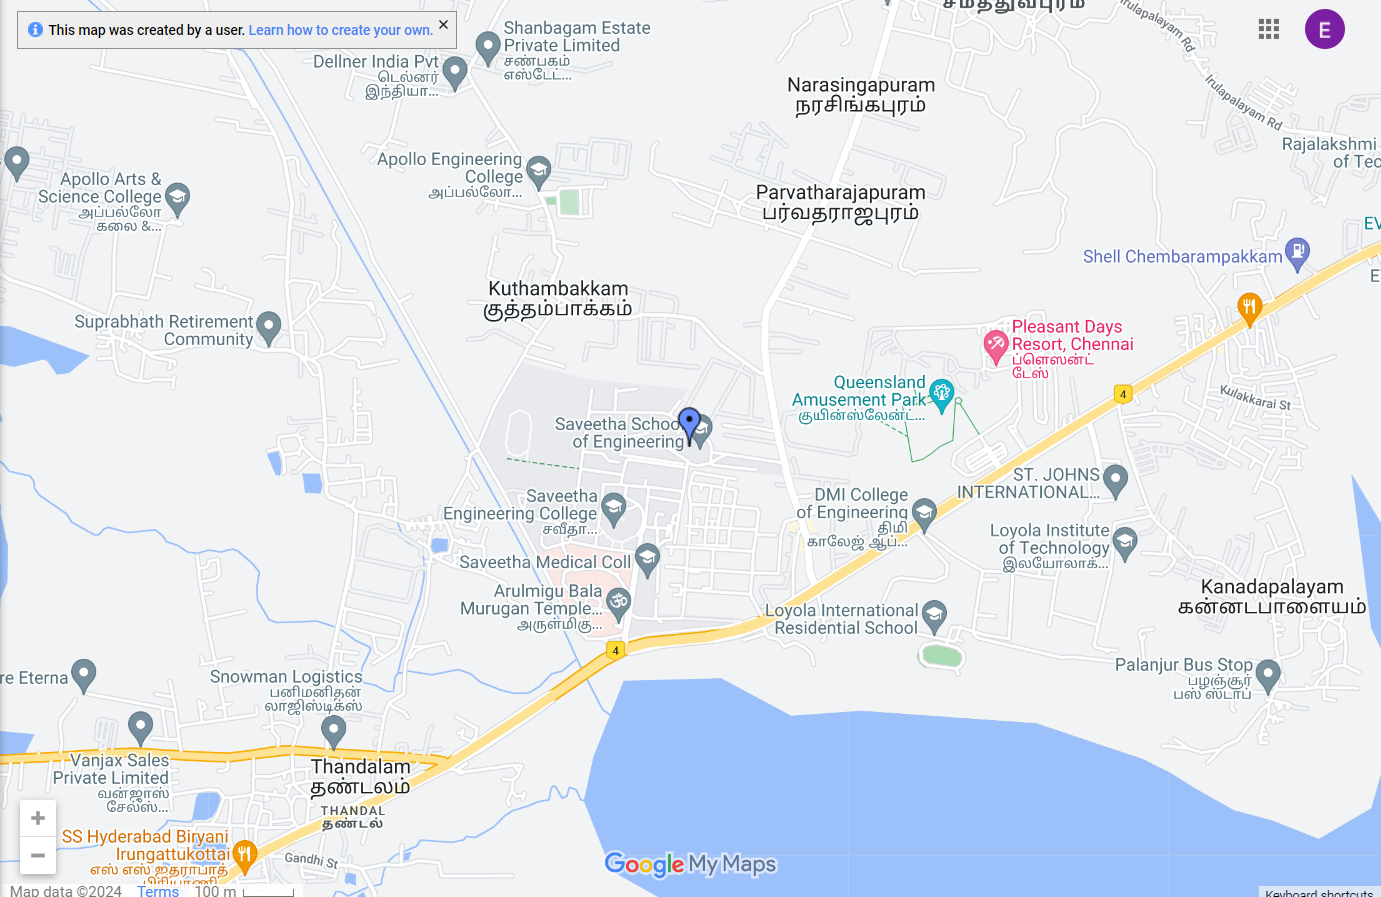 This map was created by a user. Learn how to create your own.
E
Shanbagam Estate
Private Limited
சண்பகம்
எஸ்டேட்...
Dellner India Pvt
டெல்னர்
இந்தியா...
சமத்துவபுரம்
Irulapalayam Rd
Irulapalayam Rd
Narasingapuram
நரசிங்கபுரம்
Rajalakshmi
of Tec
Apollo Engineering
College
அப்பல்லோ...
Apollo Arts &
Science College
அப்பல்லோ
கலை &...
Parvatharajapuram
பர்வதராஜபுரம்
EV
Shell Chembarampakkam
E
Kuthambakkam
குத்தம்பாக்கம்
Suprabhath Retirement
Community
Pleasant Days
Resort, Chennai
ப்ளெஸன்ட்
டேஸ்
Queensland
Amusement Park
குயின்ஸ்லேண்ட்...
4
Kulakkarai St
Saveetha School
of Engineering
ST. JOHNS
INTERNATIONAL...
Saveetha
Engineering College
சவீதா...
DMI College
of Engineering
திமி
காலேஜ் ஆப்...
Loyola Institute
of Technology
இலயோலாக்...
Saveetha Medical Coll
Arulmigu Bala
Murugan Temple...
அருள்மிகு...
Kanadapalayam
கன்னடபாளையம்
Loyola International
Residential School
4
Palanjur Bus Stop
பழஞ்சூர்
பஸ் ஸ்டாப்
re Eterna
Snowman Logistics
பனிமனிதன்
லாஜிஸ்டிக்ஸ்
Vanjax Sales
Private Limited
வன்ஜாஸ்
சேல்ஸ்...
Thandalam
தண்டலம்
THANDAL
தண்டல்
SS Hyderabad Biryani
Irungattukottai
எஸ் எஸ் ஐதராபாத்
பிரியாணி
Gandhi St
Google My Maps
Map data ©2024 Terms 100 m
Keyboard shortcuts